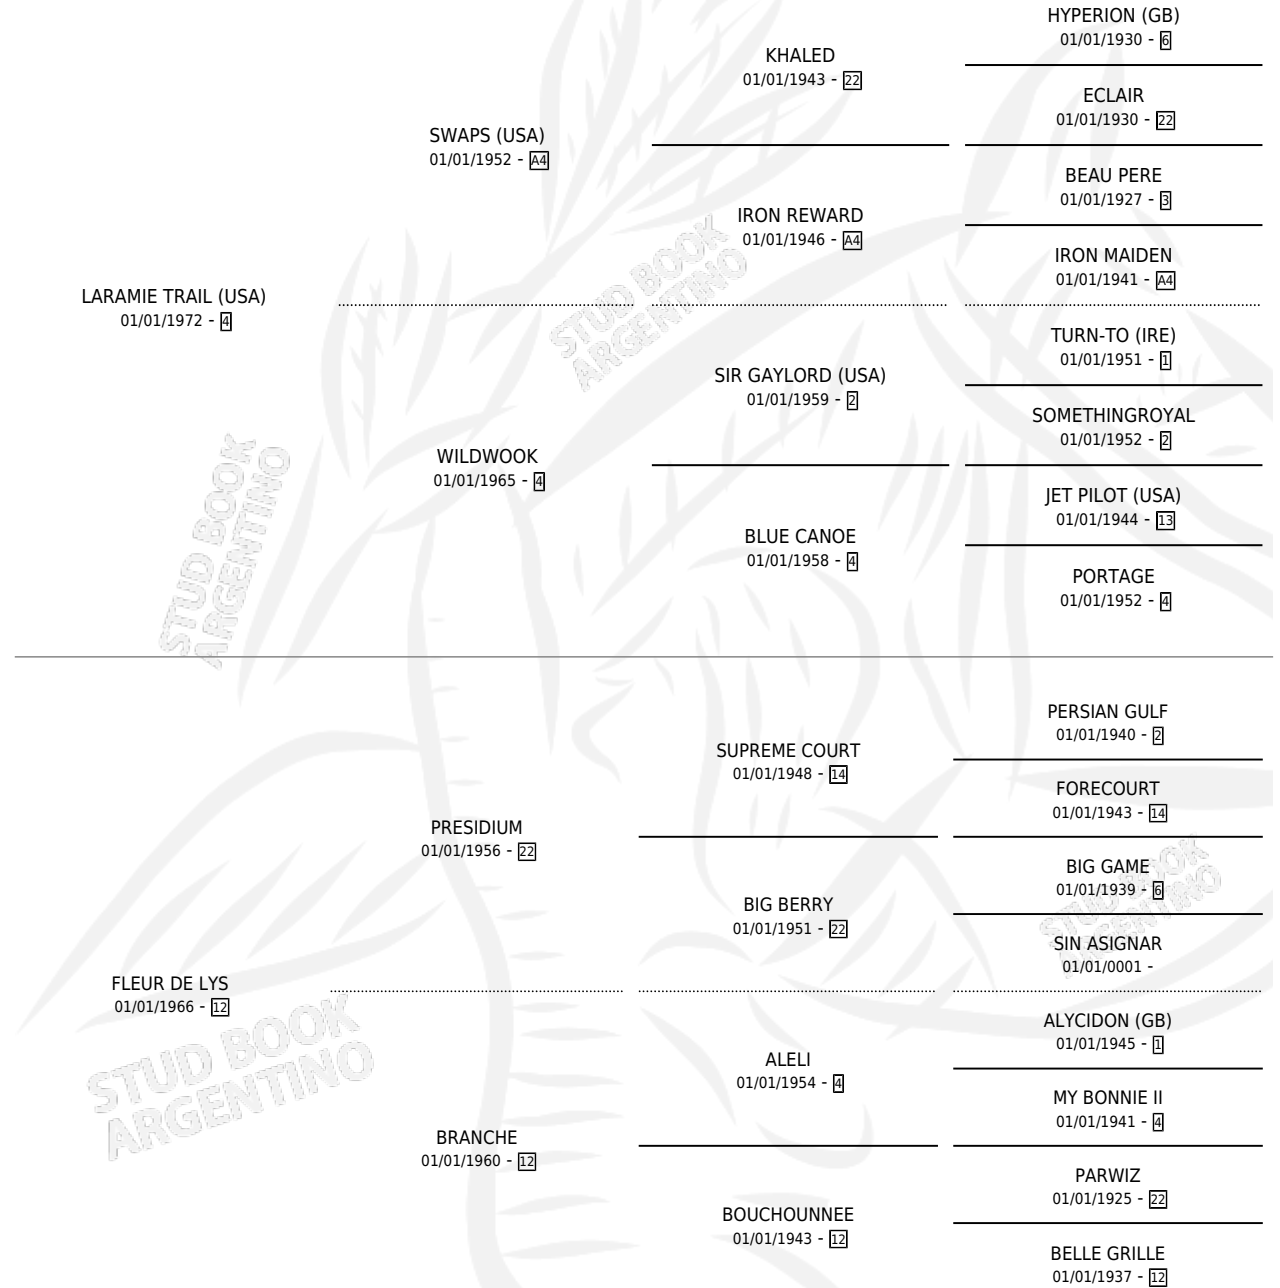 HYPERION (GB)
01/01/1930 - 6
KHALED
01/01/1943 - 22
ECLAIR
01/01/1930 - 22
SWAPS (USA)
01/01/1952 - A4
BEAU PERE
01/01/1927 - 3
IRON REWARD
01/01/1946 - A4
IRON MAIDEN
01/01/1941 - A4
LARAMIE TRAIL (USA)
01/01/1972 - 4
TURN-TO (IRE)
01/01/1951 - 1
SIR GAYLORD (USA)
01/01/1959 - 2
SOMETHINGROYAL
01/01/1952 - 2
WILDWOOK
01/01/1965 - 4
JET PILOT (USA)
01/01/1944 - 13
BLUE CANOE
01/01/1958 - 4
PORTAGE
01/01/1952 - 4
PERSIAN GULF
01/01/1940 - 2
SUPREME COURT
01/01/1948 - 14
FORECOURT
01/01/1943 - 14
PRESIDIUM
01/01/1956 - 22
BIG GAME
01/01/1939 - 6
BIG BERRY
01/01/1951 - 22
SIN ASIGNAR
01/01/0001 -
FLEUR DE LYS
01/01/1966 - 12
ALYCIDON (GB)
01/01/1945 - 1
ALELI
01/01/1954 - 4
MY BONNIE II
01/01/1941 - 4
BRANCHE
01/01/1960 - 12
PARWIZ
01/01/1925 - 22
BOUCHOUNNEE
01/01/1943 - 12
BELLE GRILLE
01/01/1937 - 12
STUD BOOK
ARGENTINO
STUD BOOK
ARGENTINO
STUD BOOK
ARGENTINO
STUD BOOK
ARGENTINO